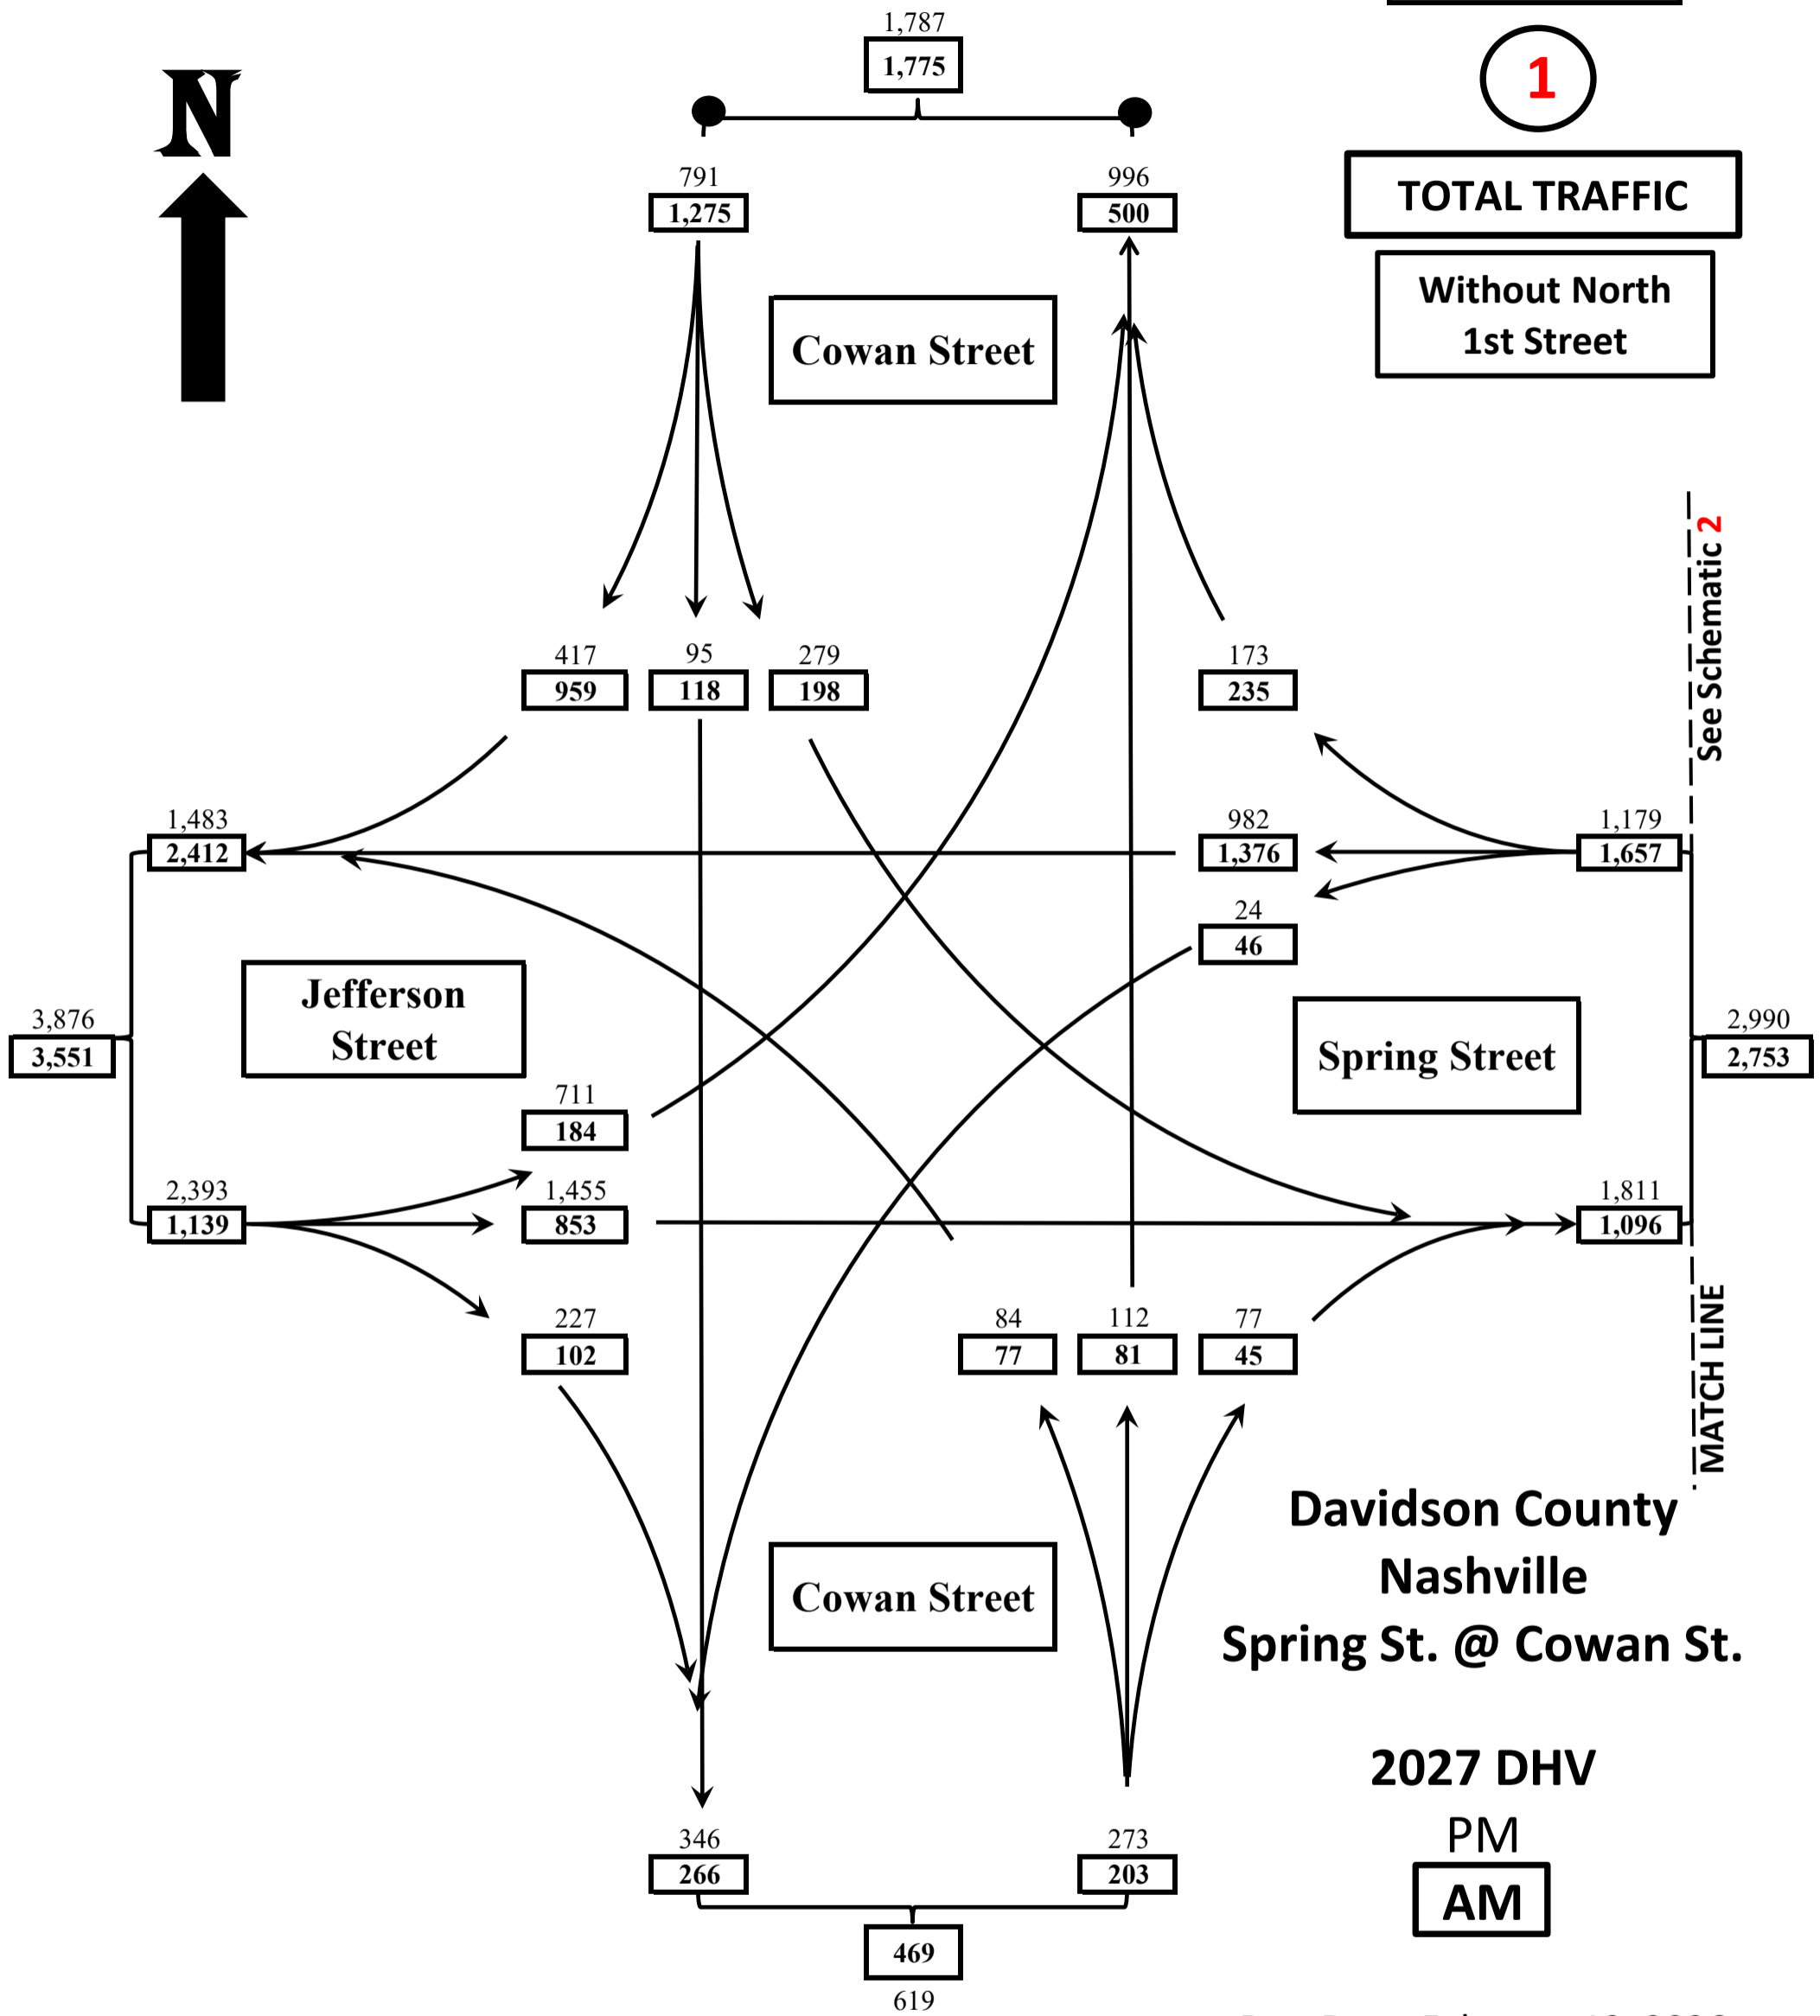 1,787
1,775
1
N
TOTAL TRAFFIC
791
996
1,275
500
Without North
1st Street
Cowan Street
See Schematic 2
417
95
279
173
959
118
198
235
1,483
982
1,179
2,412
1,376
1,657
24
46
Jefferson
Street
3,876
3,551
Spring Street
2,990
2,753
711
184
2,393
1,455
1,811
1,139
853
1,096
MATCH LINE
227
84
112
77
102
77
81
45
Davidson County
Nashville
Cowan Street
Spring St. @ Cowan St.
2027 DHV
PM
AM
346
273
266
203
469
619